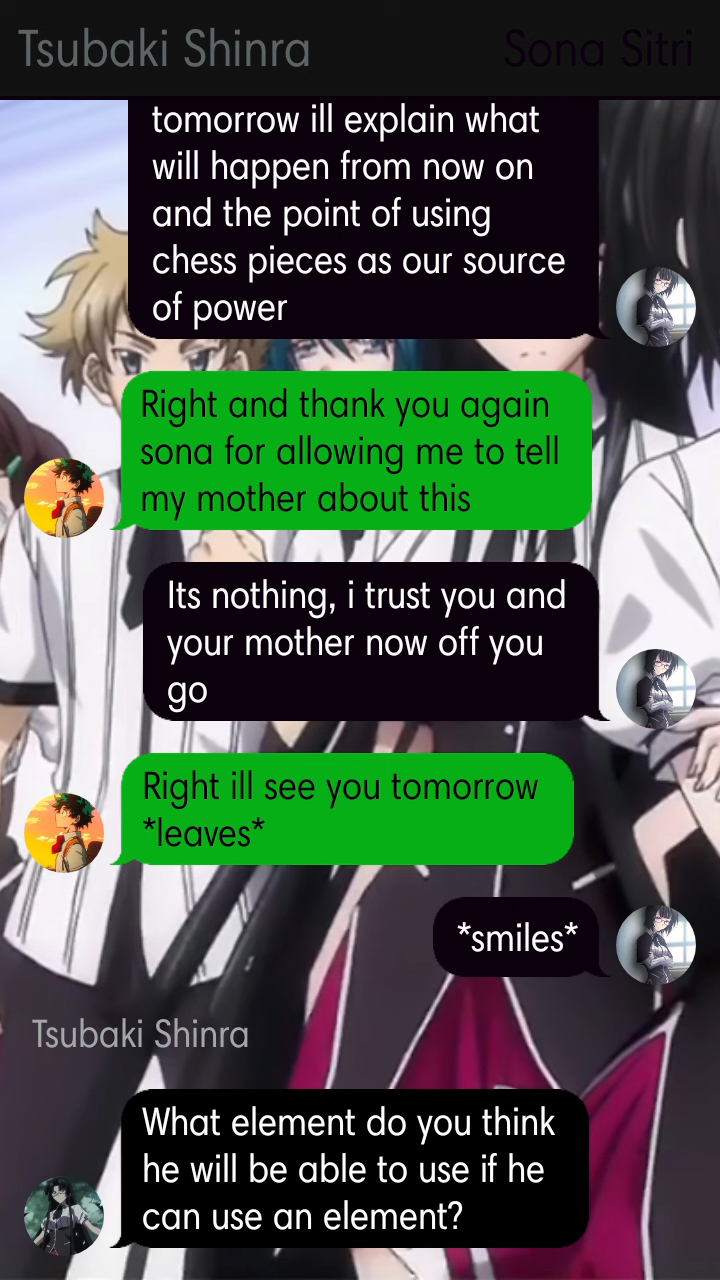 Tsubaki Shinra
Sona Sitri
tomorrow ill explain what
will happen from now on
and the point of using
chess pieces as our source
of power
Right and thank you again
sona for allowing me to tell
my mother about this
Its nothing, i trust you and
your mother now off you
go
Right ill see you tomorrow
*leaves*
*smiles*
Tsubaki Shinra
What element do you think
he will be able to use if he
can use an element?